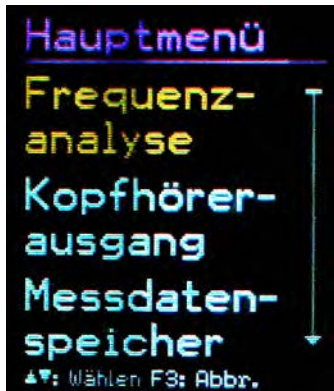 Hauptmenü
Frequenz-
analyse
Kopfhörer-
ausgang
Messdaten-
speicher
▲▼: Wählen F3: Abbr.